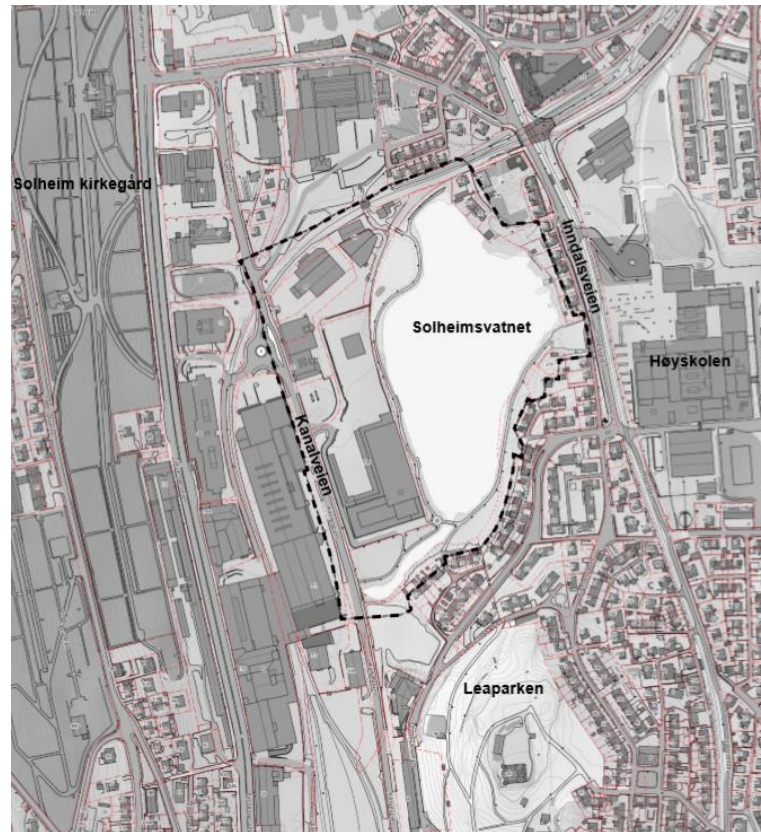 Solheim kirkegård
Inndalsveien
Solheimsvatnet
Høyskolen
Kanalveien
Leaparken